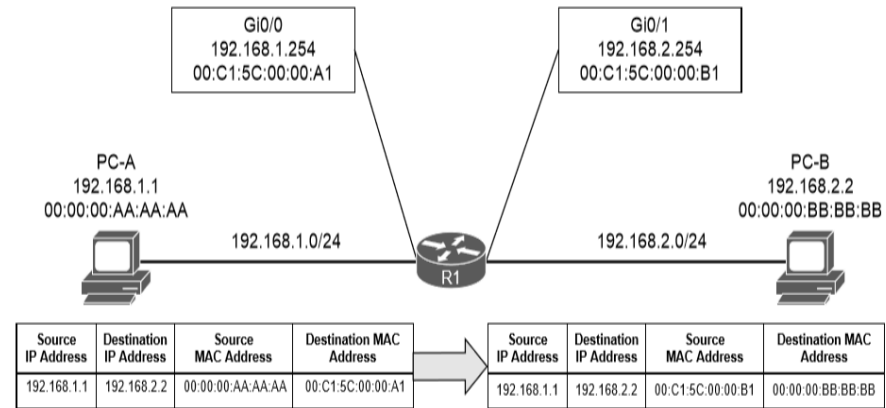 Gi0/0
192.168.1.254
00:C1:5C:00:00:A1
Gi0/1
192.168.2.254
00:C1:5C:00:00:B1
PC-A
192.168.1.1
00:00:00:AA:AA:AA
PC-B
192.168.2.2
00:00:00:BB:BB:BB
192.168.1.0/24
192.168.2.0/24
R1
Source IP Address Destination IP Address Source MAC Address Destination MAC Address
192.168.1.1 192.168.2.2 00:00:00:AA:AA:AA 00:C1:5C:00:00:A1
Source IP Address Destination IP Address Source MAC Address Destination MAC Address
192.168.1.1 192.168.2.2 00:C1:5C:00:00:B1 00:00:00:BB:BB:BB